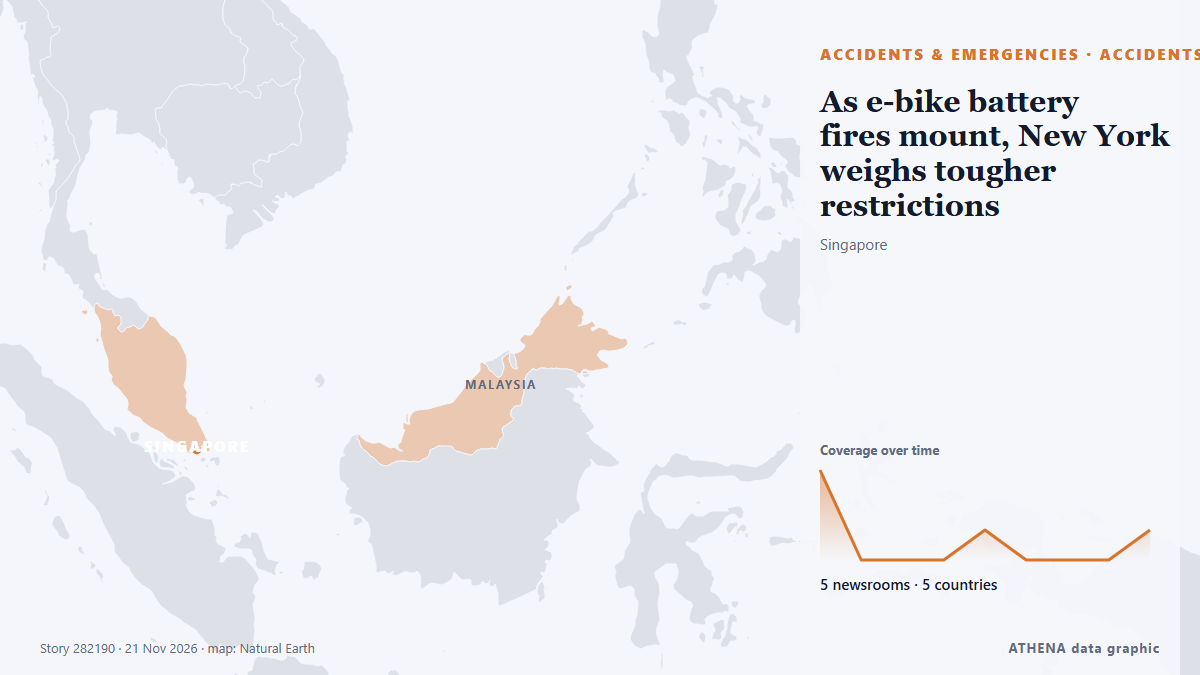 ACCIDENTS & EMERGENCIES · ACCIDENTS
As e-bike battery
fires mount, New York
weighs tougher
restrictions
Singapore
MALAYSIA
SINGAPORE
Coverage over time
5 newsrooms · 5 countries
Story 282190 · 21 Nov 2026 · map: Natural Earth
ATHENA data graphic